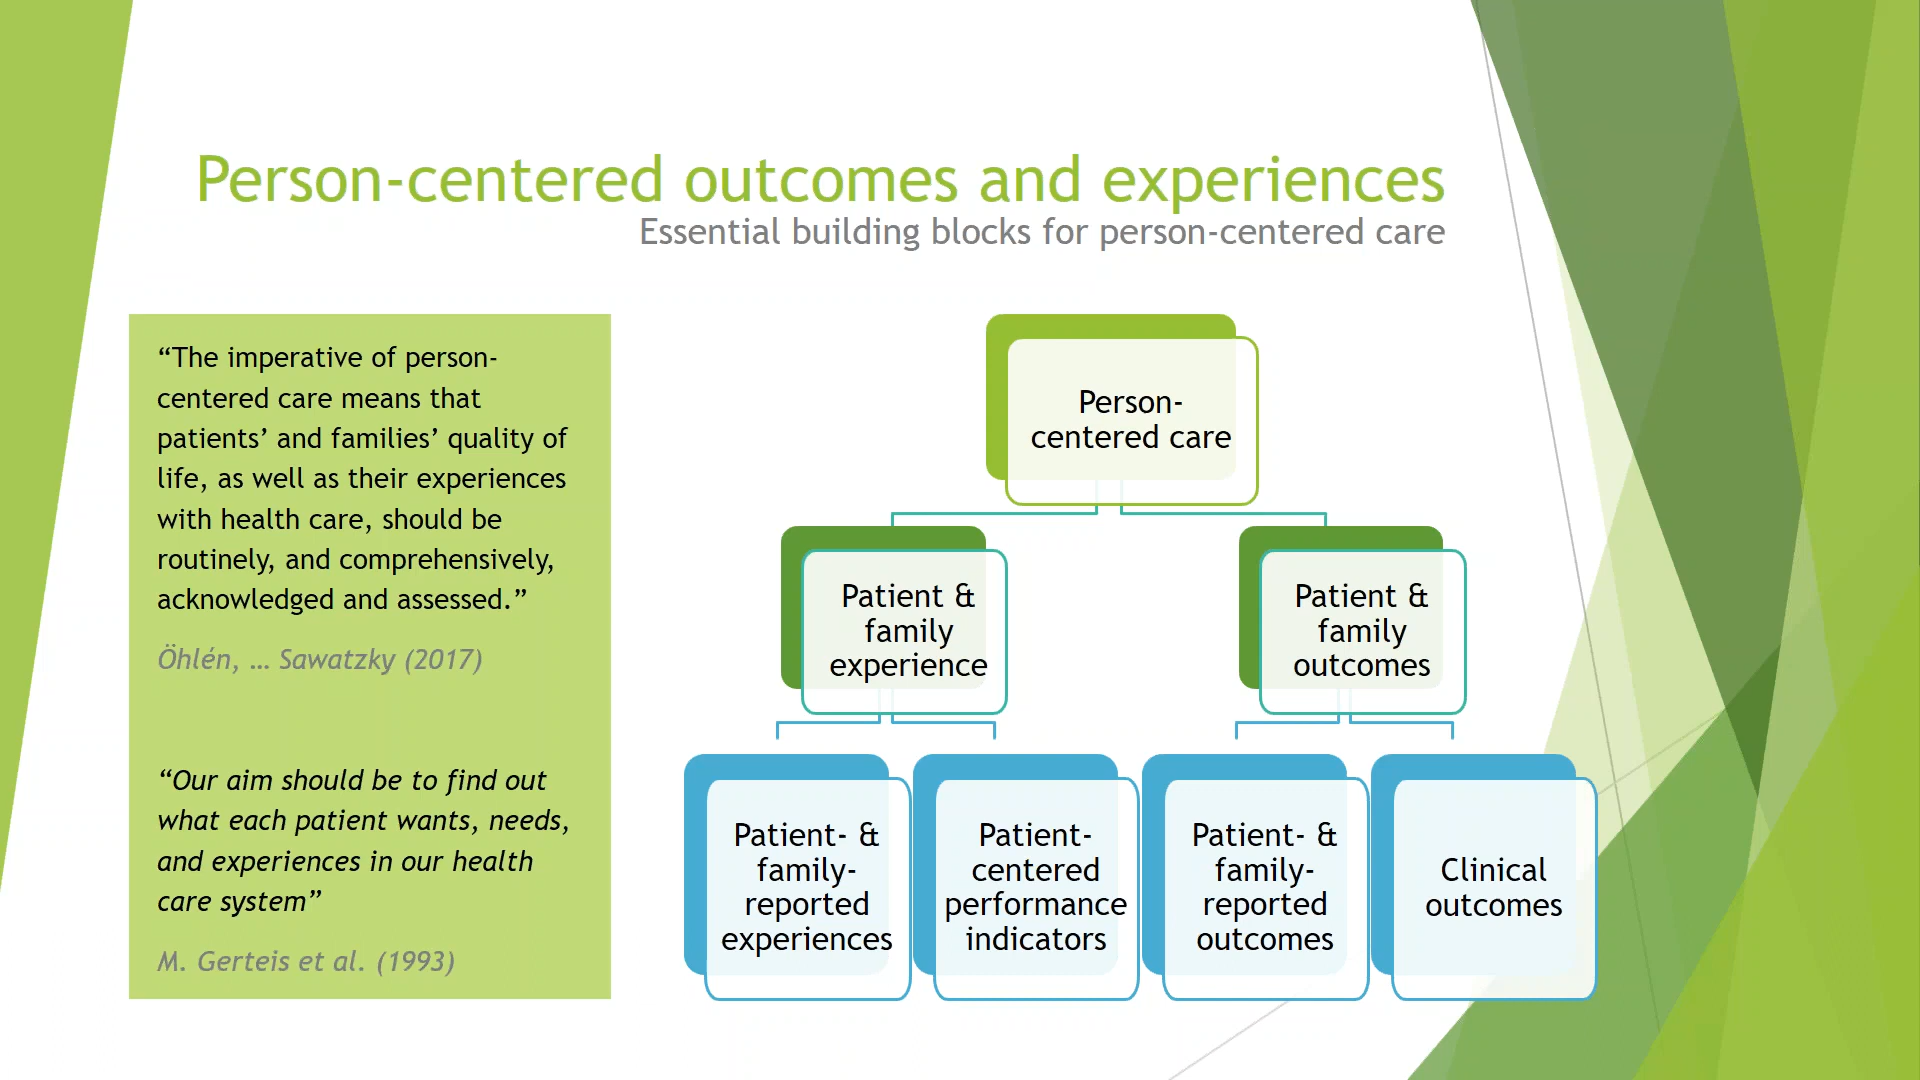 Person-centered outcomes and experiences
Essential building blocks for person-centered care
“The imperative of person-
centered care means that
patients’ and families’ quality of
life, as well as their experiences
with health care, should be
routinely, and comprehensively,
acknowledged and assessed.”
Öhlén, … Sawatzky (2017)
“Our aim should be to find out
what each patient wants, needs,
and experiences in our health
care system”
M. Gerteis et al. (1993)
Person-
centered care
Patient &
family
experience
Patient &
family
outcomes
Patient- &
family-
reported
experiences
Patient-
centered
performance
indicators
Patient- &
family-
reported
outcomes
Clinical
outcomes